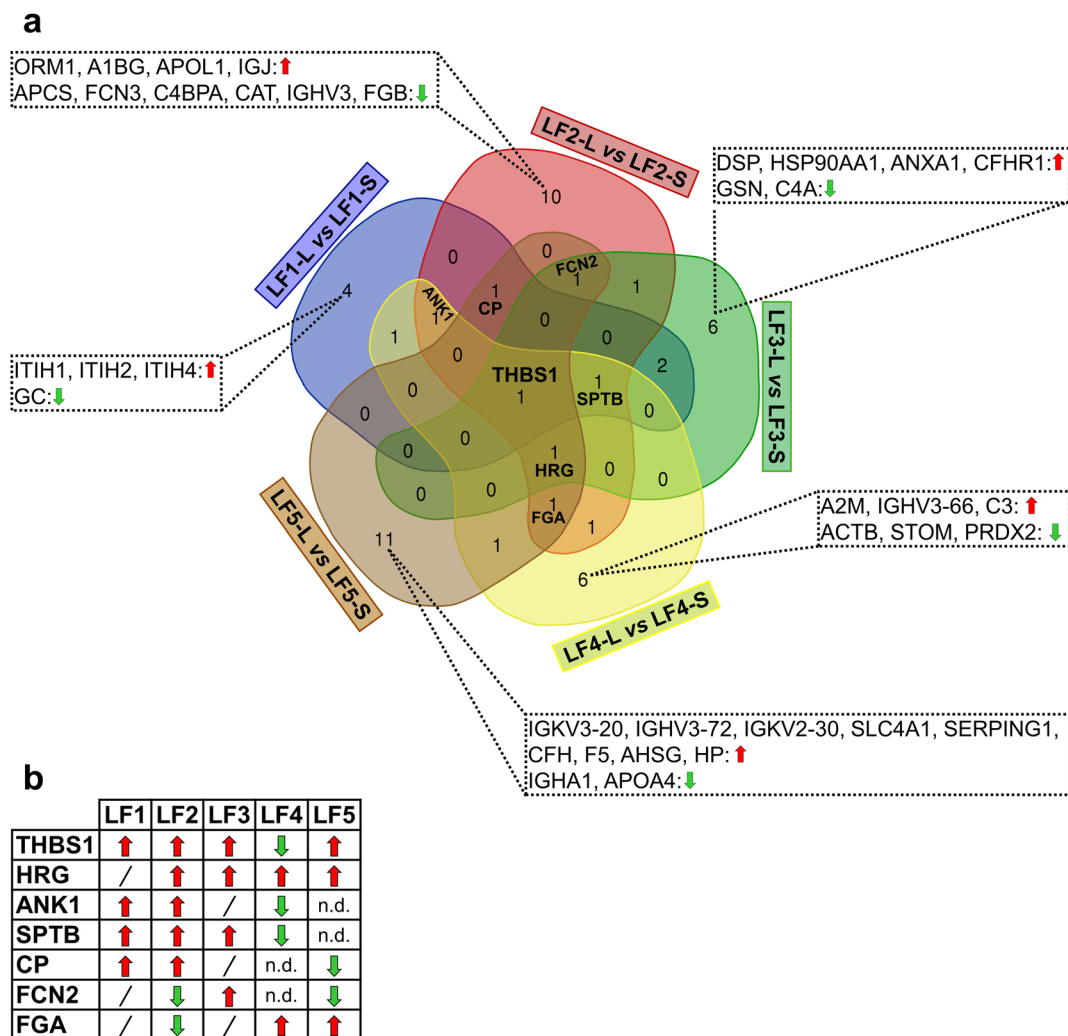 a
ORM1, A1BG, APOL1, IGJ:
APCS, FCN3, C4BPA, CAT, IGHV3, FGB:
LF2-L vs LF2-S
DSP, HSP90AA1, ANXA1, CFHR1:
GSN, C4A:
LF1-L vs LF1-S
10
0
0
FCN2
1
1
4
ANK1
1
1
CP
0
6
1
0
0
2
LF3-L vs LF3-S
ITIH1, ITIH2, ITIH4:
GC:
THBS1
1
1
SPTB
0
0
0
0
0
1
HRG
0
0
0
0
1
FGA
1
LF5-L vs LF5-S
11
1
6
A2M, IGHV3-66, C3:
ACTB, STOM, PRDX2:
LF4-L vs LF4-S
IGKV3-20, IGHV3-72, IGKV2-30, SLC4A1, SERPING1,
CFH, F5, AHSG, HP:
IGHA1, APOA4:
b
LF1 LF2 LF3 LF4 LF5
THBS1
HRG /
ANK1 / n.d.
SPTB n.d.
CP / n.d.
FCN2 / n.d.
FGA / /